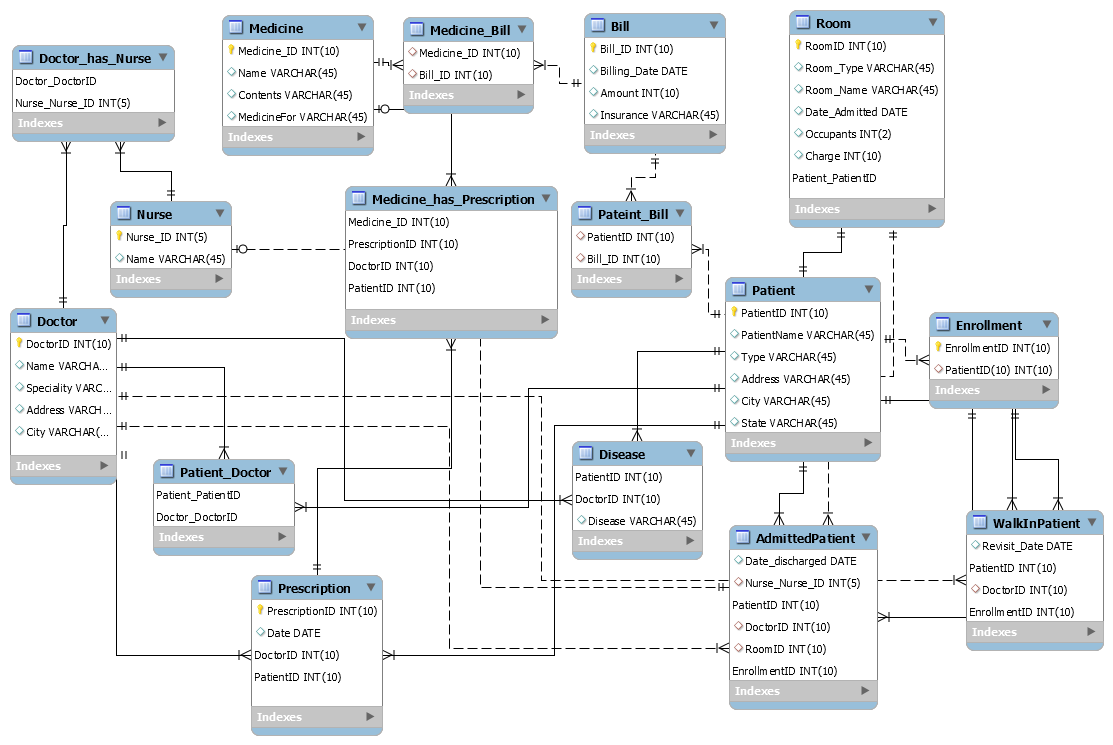 Doctor_has_Nurse
Doctor_DoctorID
Nurse_Nurse_ID INT(5)
Indexes
Medicine
Medicine_ID INT(10)
Name VARCHAR(45)
Contents VARCHAR(45)
MedicineFor VARCHAR(45)
Indexes
Medicine_Bill
Medicine_ID INT(10)
Bill_ID INT(10)
Indexes
Bill
Bill_ID INT(10)
Billing_Date DATE
Amount INT(10)
Insurance VARCHAR(45)
Indexes
Room
RoomID INT(10)
Room_Type VARCHAR(45)
Room_Name VARCHAR(45)
Date_Admitted DATE
Occupants INT(2)
Charge INT(10)
Patient_PatientID
Indexes
Nurse
Nurse_ID INT(5)
Name VARCHAR(45)
Indexes
Medicine_has_Prescription
Medicine_ID INT(10)
PrescriptionID INT(10)
DoctorID INT(10)
PatientID INT(10)
Indexes
Pateint_Bill
PatientID INT(10)
Bill_ID INT(10)
Indexes
Patient
PatientID INT(10)
PatientName VARCHAR(45)
Type VARCHAR(45)
Address VARCHAR(45)
City VARCHAR(45)
State VARCHAR(45)
Indexes
Enrollment
EnrollmentID INT(10)
PatientID(10) INT(10)
Indexes
Doctor
DoctorID INT(10)
Name VARCHA...
Speciality VARC...
Address VARCH...
City VARCHAR(...
Indexes
Patient_Doctor
Patient_PatientID
Doctor_DoctorID
Indexes
Disease
PatientID INT(10)
DoctorID INT(10)
Disease VARCHAR(45)
Indexes
Prescription
PrescriptionID INT(10)
Date DATE
DoctorID INT(10)
PatientID INT(10)
Indexes
AdmittedPatient
Date_discharged DATE
Nurse_Nurse_ID INT(5)
PatientID INT(10)
DoctorID INT(10)
RoomID INT(10)
EnrollmentID INT(10)
Indexes
WalkInPatient
Revisit_Date DATE
PatientID INT(10)
DoctorID INT(10)
EnrollmentID INT(10)
Indexes